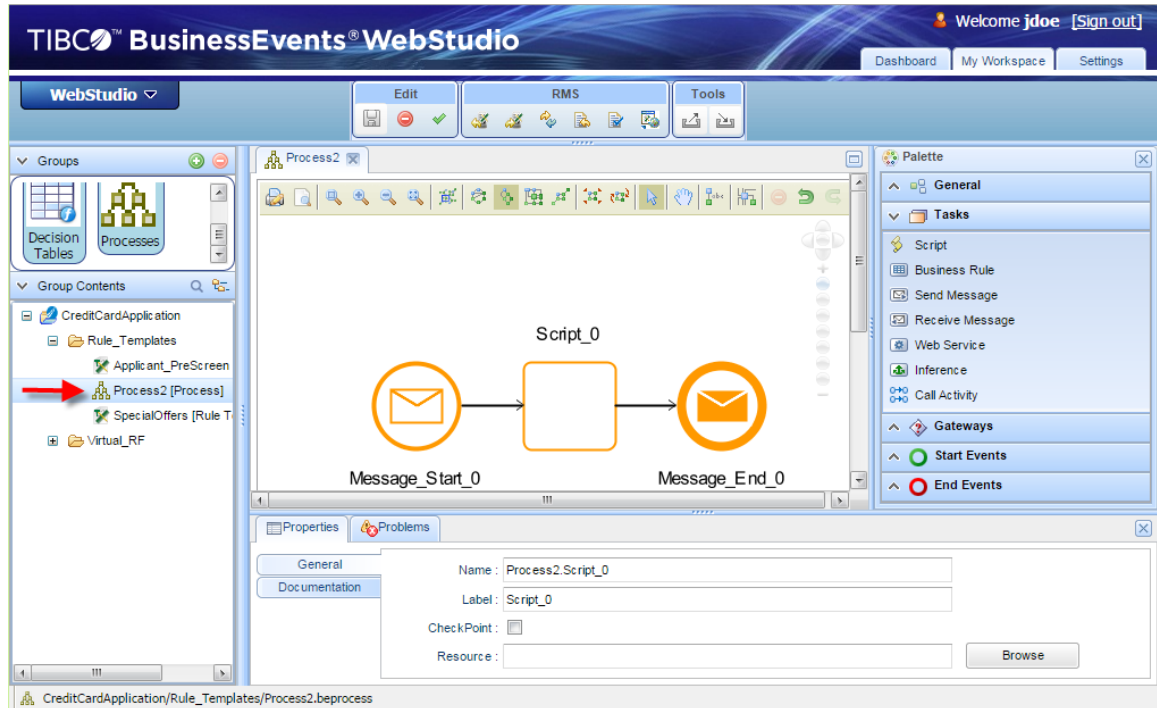 TIBCO™ BusinessEvents® WebStudio
Welcome jdoe [Sign out]
Dashboard My Workspace Settings
WebStudio
Edit RMS Tools
Groups
Decision Tables
Processes
Group Contents
CreditCardApplication
Rule_Templates
Applicant_PreScreen
Process2 [Process]
SpecialOffers [Rule T
Virtual_RF
Process2
Script_0
Message_Start_0
Message_End_0
Palette
General
Tasks
Script
Business Rule
Send Message
Receive Message
Web Service
Inference
Call Activity
Gateways
Start Events
End Events
Properties Problems
General
Documentation
Name : Process2.Script_0
Label : Script_0
CheckPoint :
Resource : Browse
CreditCardApplication/Rule_Templates/Process2.beprocess